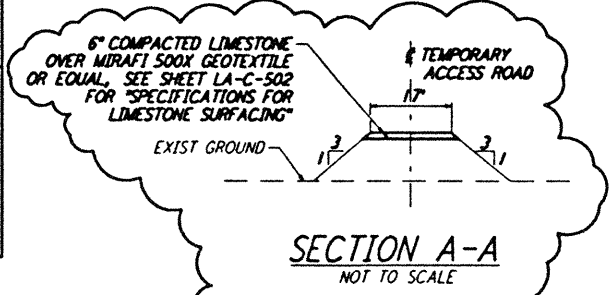 6" COMPACTED LIMESTONE
OVER MIRAFI 500X GEOTEXTILE
OR EQUAL, SEE SHEET LA-C-502
FOR "SPECIFICATIONS FOR
LIMESTONE SURFACING"
EXIST GROUND
℄ TEMPORARY
ACCESS ROAD
17'
3
1
3
1
SECTION A-A
NOT TO SCALE